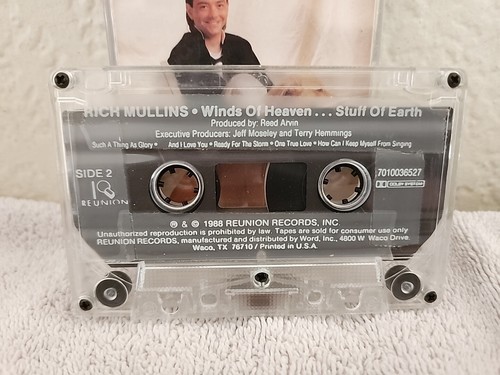 RICH MULLINS • Winds Of Heaven . . . Stuff Of Earth
Produced by: Reed Arvin
Executive Producers: Jeff Moseley and Terry Hemmings
Such A Thing As Glory • And I Love You • Ready For The Storm • One True Love • How Can I Keep Myself From Singing
SIDE 2
REUNION
7010036527
DOLBY SYSTEM
℗ & © 1988 REUNION RECORDS, INC
Unauthorized reproduction is prohibited by law. Tapes are sold for consumer use only
REUNION RECORDS, manufactured and distributed by Word, Inc., 4800 W Waco Drive
Waco, TX 76710 / Printed in U.S.A.